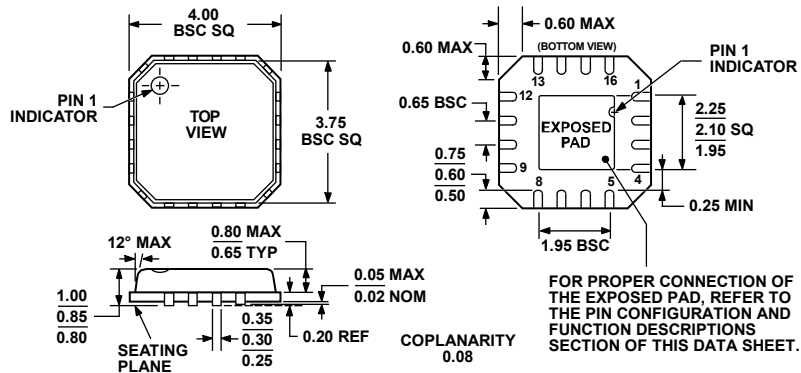 4.00
BSC SQ
PIN 1
INDICATOR
TOP
VIEW
3.75
BSC SQ
0.60 MAX
0.60 MAX
(BOTTOM VIEW)
PIN 1
INDICATOR
13
16
12
1
0.65 BSC
EXPOSED
PAD
2.25
2.10 SQ
1.95
0.75
0.60
0.50
9
8
5
4
0.25 MIN
1.95 BSC
12° MAX
0.80 MAX
0.65 TYP
0.05 MAX
0.02 NOM
1.00
0.85
0.80
0.35
0.30
0.25
0.20 REF
SEATING
PLANE
COPLANARITY
0.08
FOR PROPER CONNECTION OF
THE EXPOSED PAD, REFER TO
THE PIN CONFIGURATION AND
FUNCTION DESCRIPTIONS
SECTION OF THIS DATA SHEET.